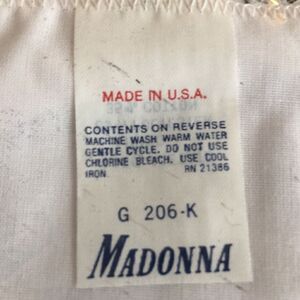 MADE IN U.S.A.
CONTENTS ON REVERSE
MACHINE WASH WARM WATER
GENTLE CYCLE. DO NOT USE
CHLORINE BLEACH. USE COOL
IRON. RN 21386
G 206-K
MADONNA